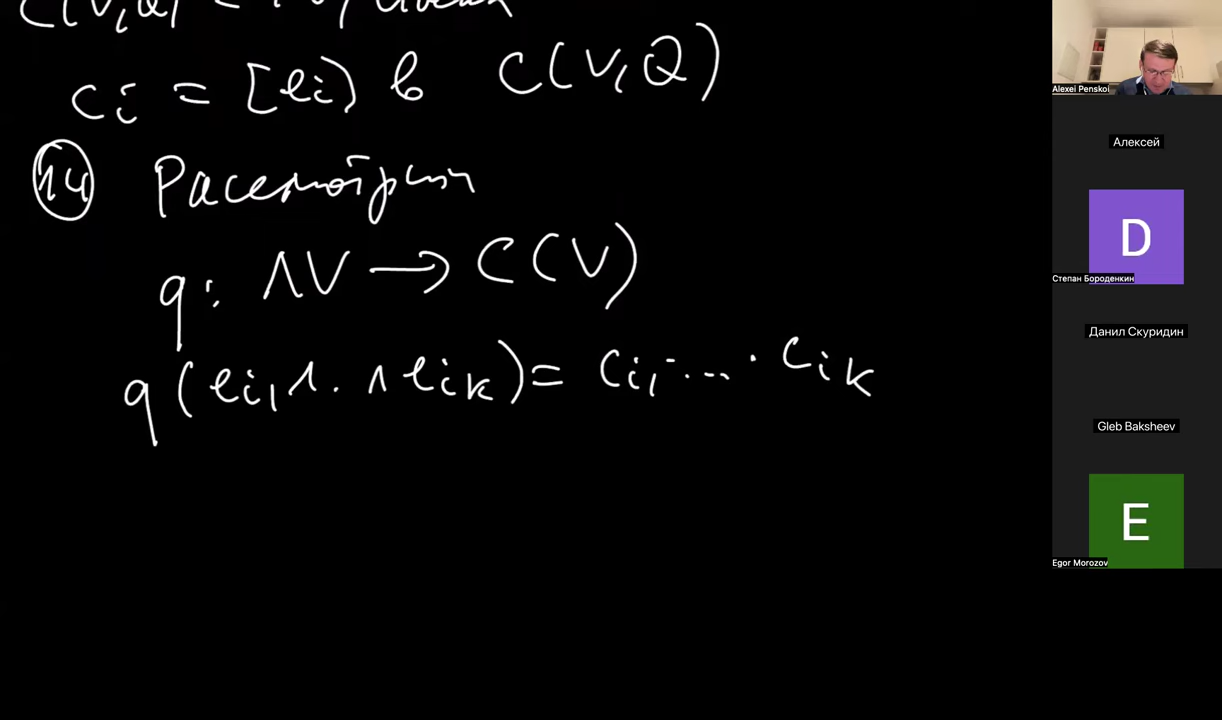 ci = [ei] в C(V,Q)
14 Рассмотрим
q: ΛV → C(V)
q(ei1 ∧.∧ eik) = ci1 · ... · cik
Alexei Penskoi
Алексей
D
Степан Бороденкин
Данил Скуридин
Gleb Baksheev
E
Egor Morozov